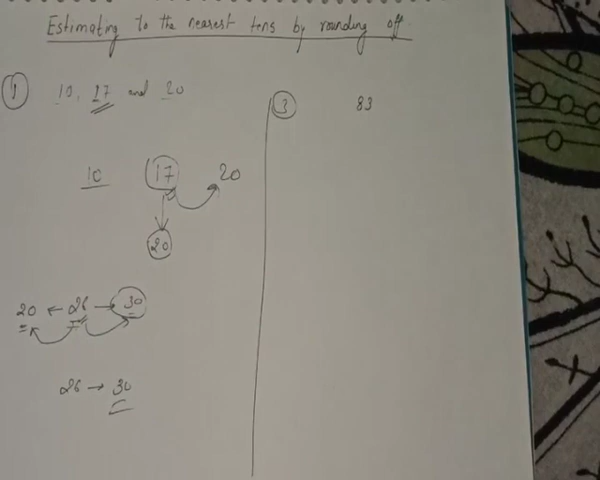 Estimating to the nearest tens by rounding off
1 10, 17 and 20
10 17 20
20
20 ← 26 → 30
26 → 30
3 83